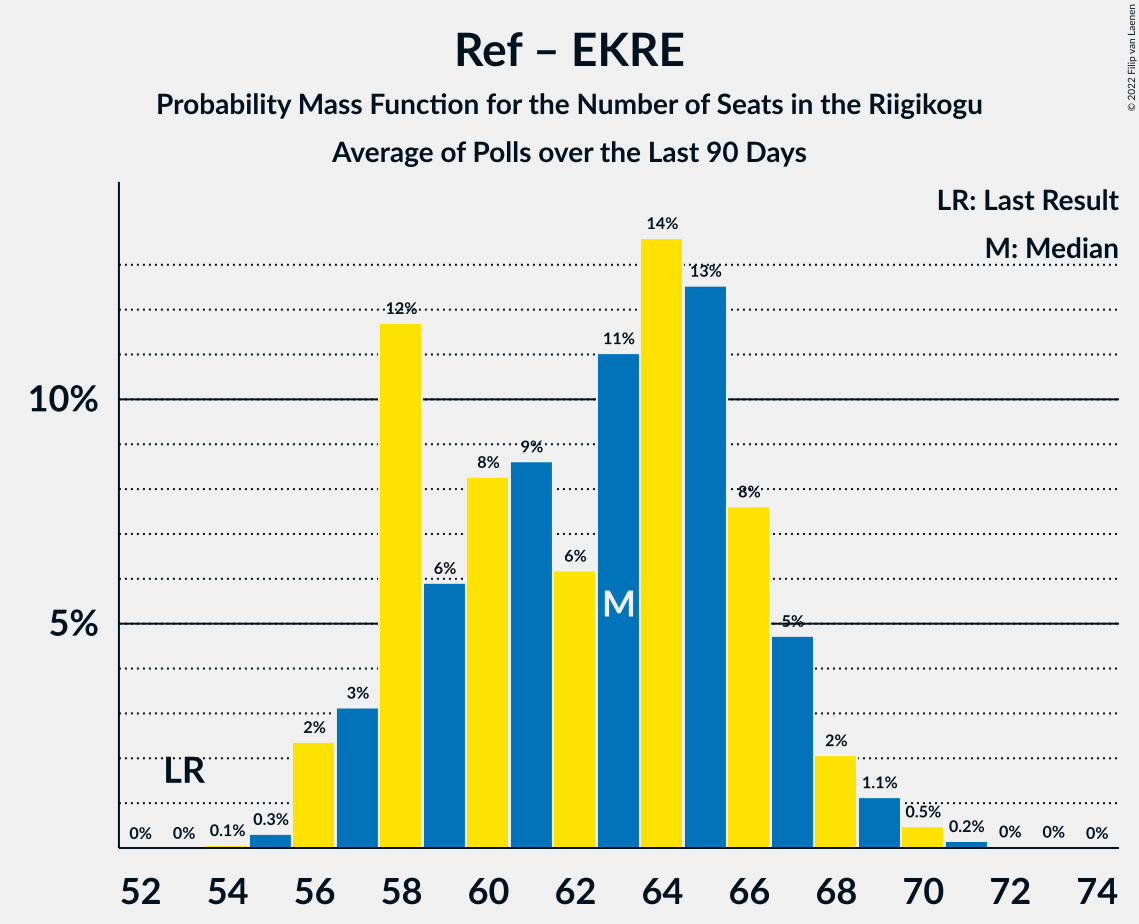 Ref – EKRE
Probability Mass Function for the Number of Seats in the Riigikogu
Average of Polls over the Last 90 Days
© 2022 Filip van Laenen
LR: Last Result
M: Median
10%
5%
0%
0%
0.1%
0.3%
2%
3%
12%
6%
8%
9%
6%
11%
14%
13%
8%
5%
2%
1.1%
0.5%
0.2%
0%
0%
0%
LR
M
52 54 56 58 60 62 64 66 68 70 72 74